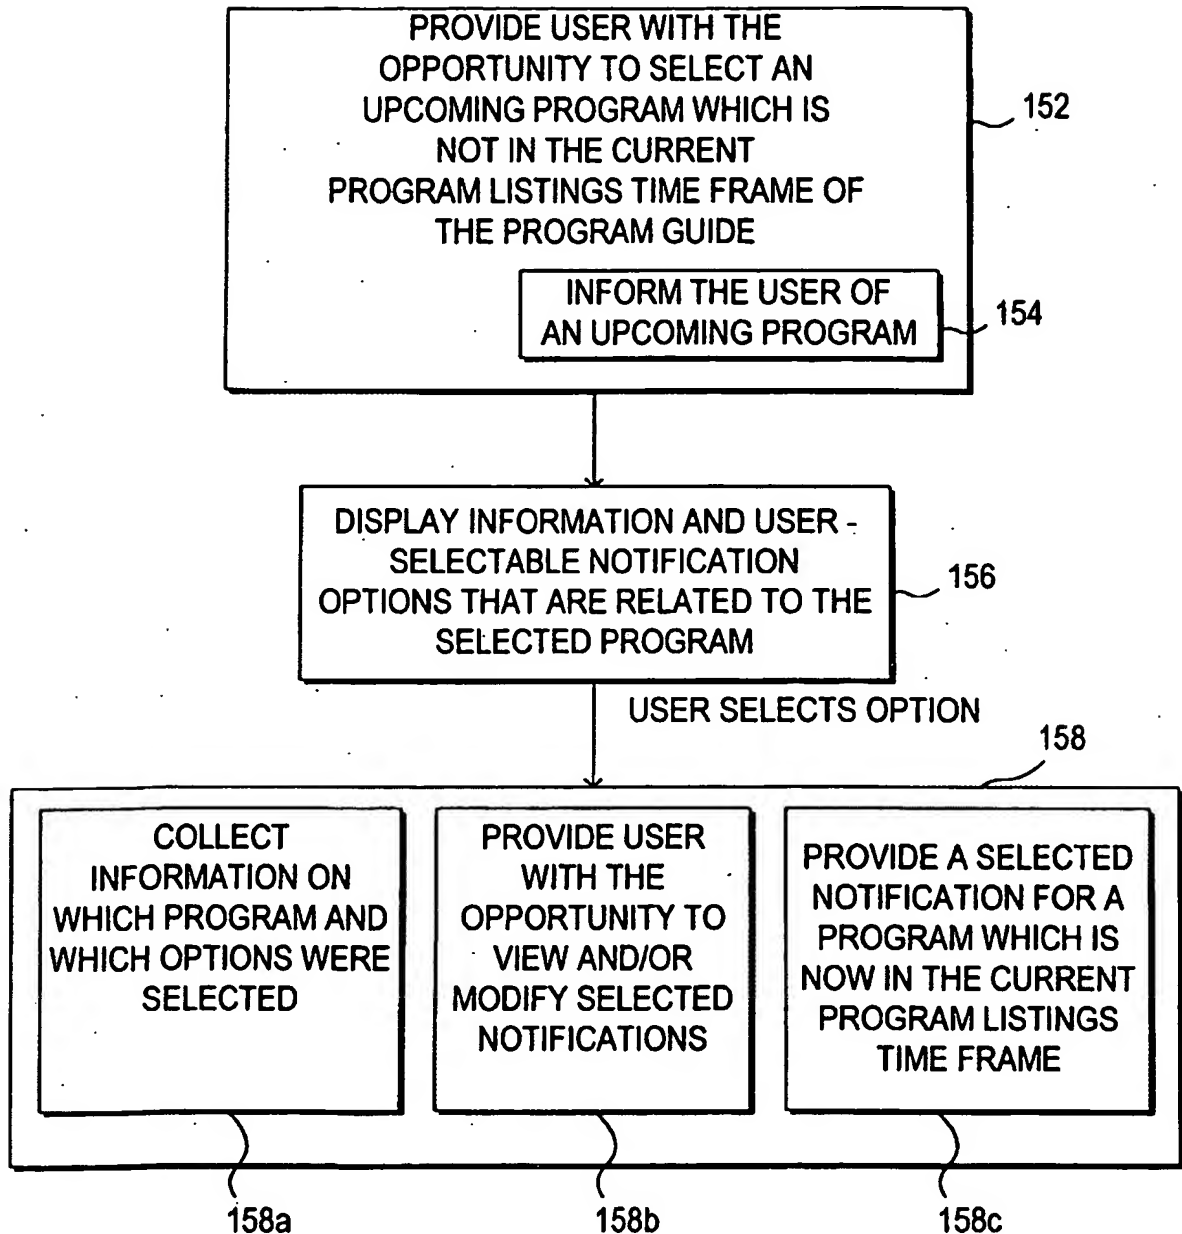 PROVIDE USER WITH THE
OPPORTUNITY TO SELECT AN
UPCOMING PROGRAM WHICH IS
NOT IN THE CURRENT
PROGRAM LISTINGS TIME FRAME OF
THE PROGRAM GUIDE
152
INFORM THE USER OF
AN UPCOMING PROGRAM
154
DISPLAY INFORMATION AND USER -
SELECTABLE NOTIFICATION
OPTIONS THAT ARE RELATED TO THE
SELECTED PROGRAM
156
USER SELECTS OPTION
158
COLLECT
INFORMATION ON
WHICH PROGRAM AND
WHICH OPTIONS WERE
SELECTED
PROVIDE USER
WITH THE
OPPORTUNITY TO
VIEW AND/OR
MODIFY SELECTED
NOTIFICATIONS
PROVIDE A SELECTED
NOTIFICATION FOR A
PROGRAM WHICH IS
NOW IN THE CURRENT
PROGRAM LISTINGS
TIME FRAME
158a
158b
158c